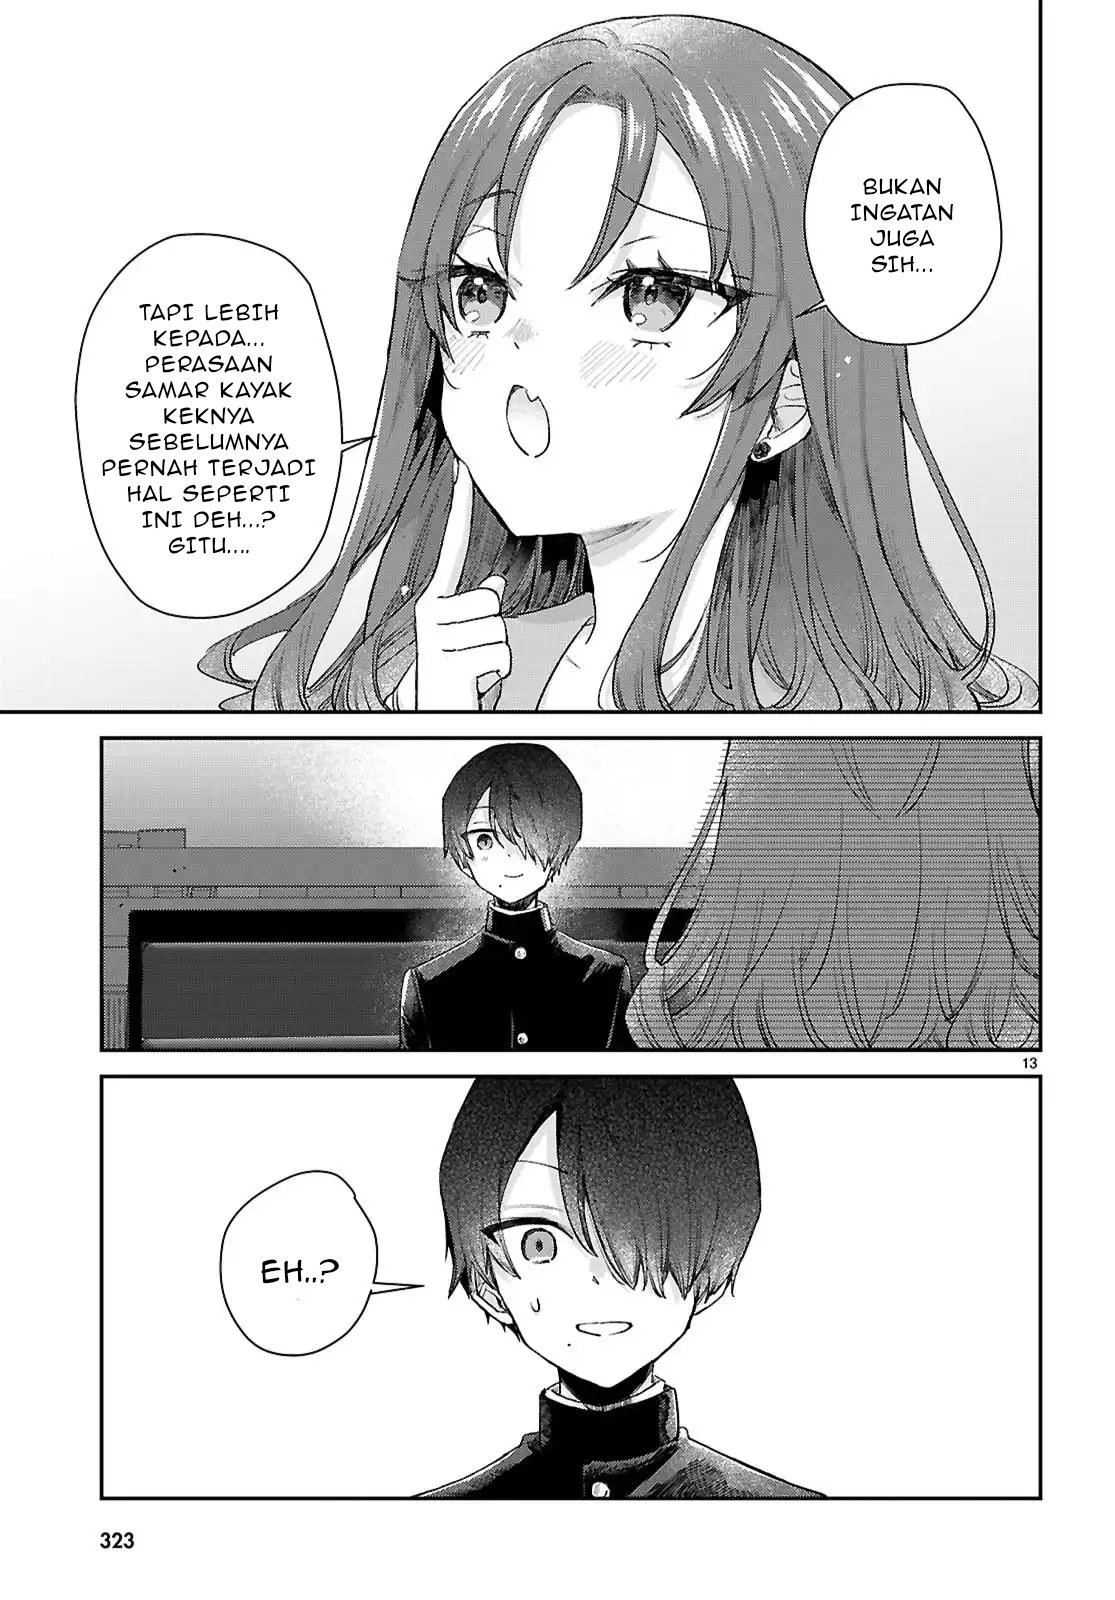 BUKAN
INGATAN
JUGA
SIH...
TAPI LEBIH
KEPADA...
PERASAAN
SAMAR KAYAK
KEKNYA
SEBELUMNYA
PERNAH TERJADI
HAL SEPERTI
INI DEH...?
GITU....
13
EH..?
323